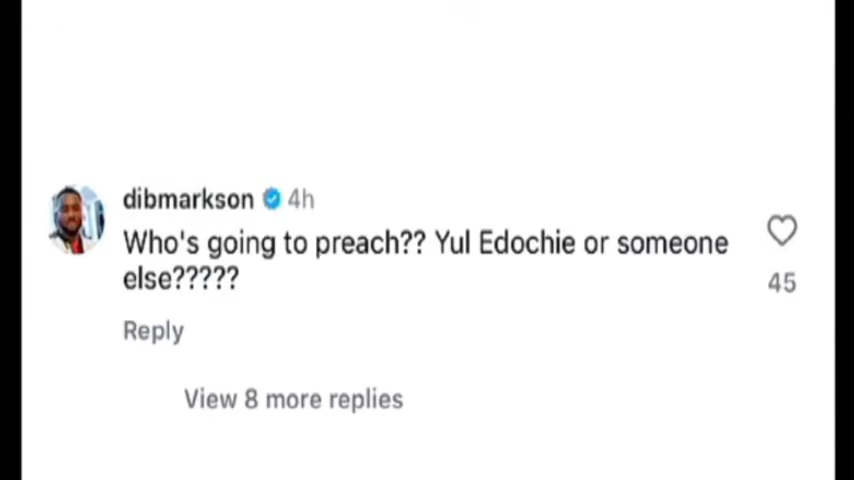 dibmarkson 4h
Who's going to preach?? Yul Edochie or someone
else?????
45
Reply
View 8 more replies